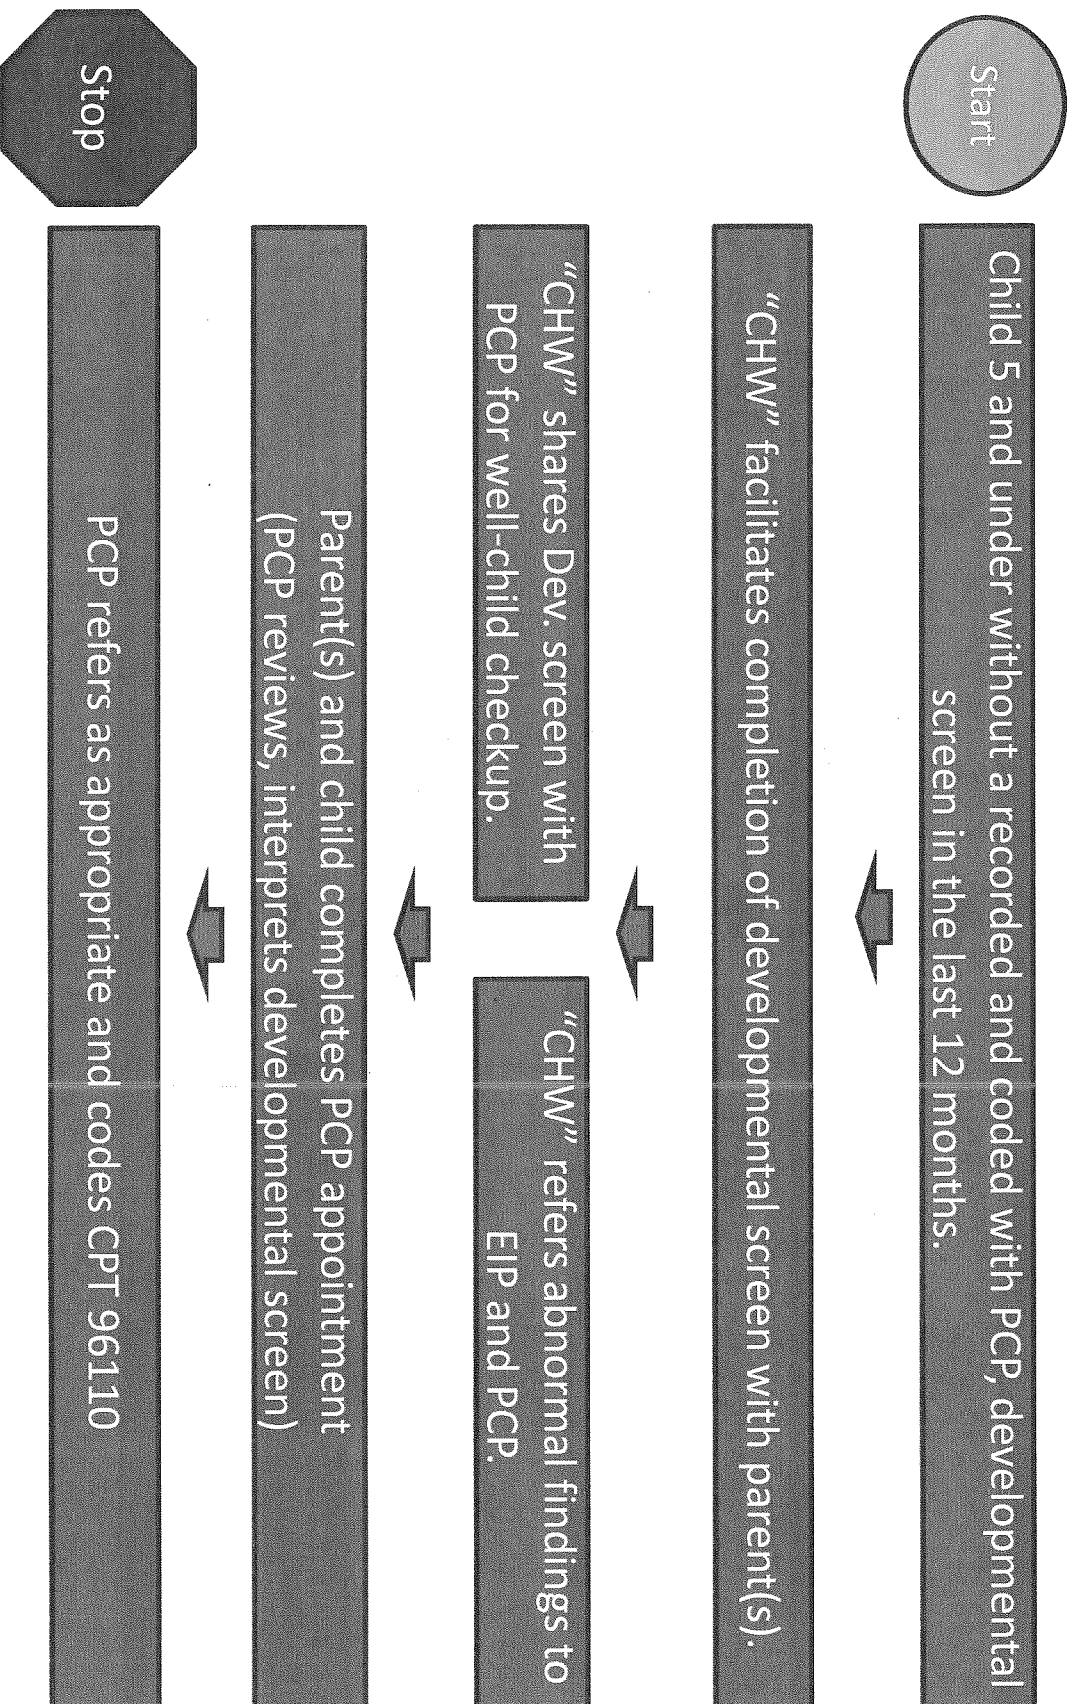 Start
Child 5 and under without a recorded and coded with PCP, developmental
screen in the last 12 months.
“CHW” facilitates completion of developmental screen with parent(s).
“CHW” shares Dev. screen with
PCP for well-child checkup.
“CHW” refers abnormal findings to
EIP and PCP.
Parent(s) and child completes PCP appointment
(PCP reviews, interprets developmental screen)
Stop
PCP refers as appropriate and codes CPT 96110